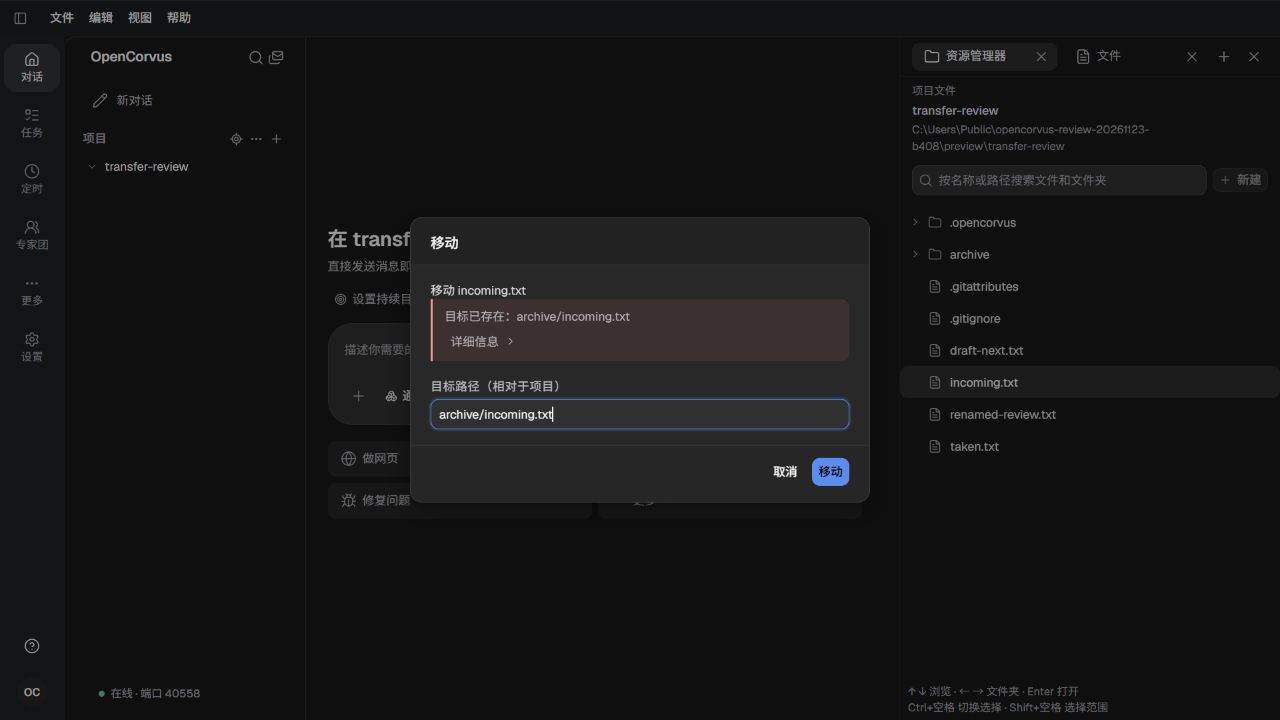 文件 编辑 视图 帮助
对话
任务
定时
专家团
更多
设置
OC
OpenCorvus
新对话
项目
transfer-review
在线 · 端口 40558
在 transf
直接发送消息即
设置持续目
描述你需要的
做网页
修复问题
移动
移动 incoming.txt
目标已存在：archive/incoming.txt
详细信息
目标路径（相对于项目）
archive/incoming.txt
取消 移动
资源管理器 文件
项目文件
transfer-review
C:\Users\Public\opencorvus-review-20261123-
b408\preview\transfer-review
按名称或路径搜索文件和文件夹 新建
.opencorvus
archive
.gitattributes
.gitignore
draft-next.txt
incoming.txt
renamed-review.txt
taken.txt
↑↓ 浏览 · ← → 文件夹 · Enter 打开
Ctrl+空格 切换选择 · Shift+空格 选择范围